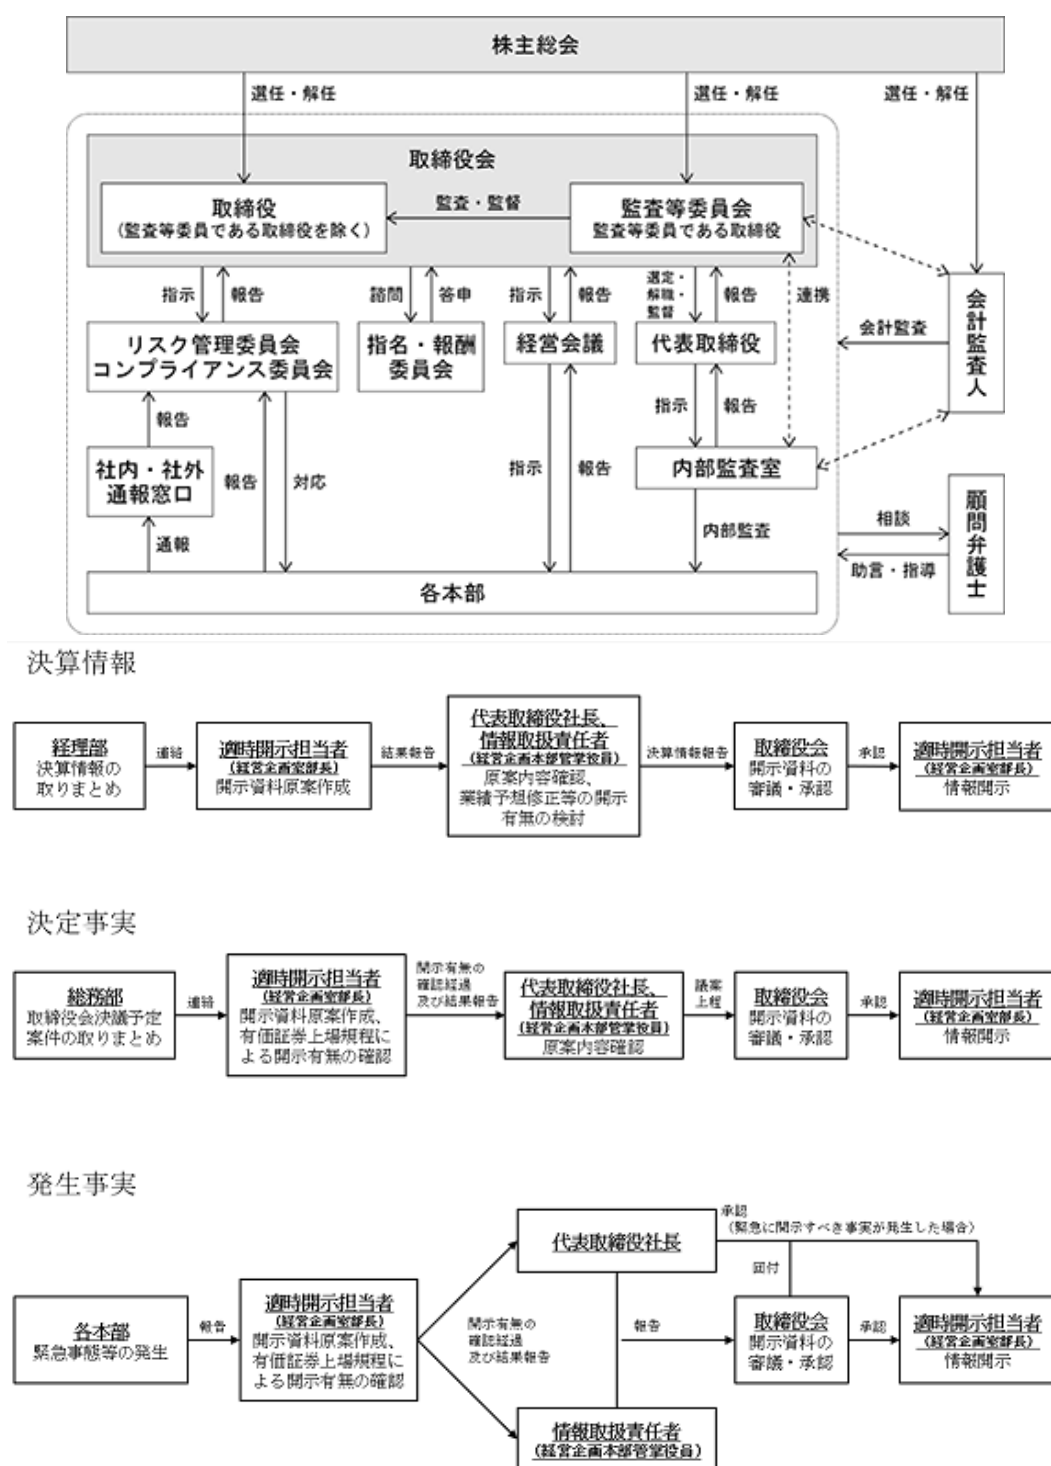 株主総会
選任・解任
選任・解任
選任・解任
取締役会
取締役
(監査等委員である取締役を除く)
監査・監督
監査等委員会
監査等委員である取締役
指示
報告
諮問
答申
指示
報告
選定・
解職・
監督
報告
連携
会計監査人
リスク管理委員会
コンプライアンス委員会
指名・報酬
委員会
経営会議
代表取締役
会計監査
報告
指示
報告
社内・社外
通報窓口
報告
対応
指示
報告
内部監査室
通報
内部監査
相談
助言・指導
顧問弁護士
各本部
決算情報
経理部
決算情報の
取りまとめ
連絡
適時開示担当者
(経営企画室部長)
開示資料原案作成
結果報告
代表取締役社長、
情報取扱責任者
(経営企画本部管掌役員)
原案内容確認、
業績予想修正等の開示
有無の検討
決算情報報告
取締役会
開示資料の
審議・承認
承認
適時開示担当者
(経営企画室部長)
情報開示
決定事実
総務部
取締役会決議予定
案件の取りまとめ
連絡
適時開示担当者
(経営企画室部長)
開示資料原案作成、
有価証券上場規程に
よる開示有無の確認
開示有無の
確認経過
及び結果報告
代表取締役社長、
情報取扱責任者
(経営企画本部管掌役員)
原案内容確認
議案
上程
取締役会
開示資料の
審議・承認
承認
適時開示担当者
(経営企画室部長)
情報開示
発生事実
各本部
緊急事態等の発生
報告
適時開示担当者
(経営企画室部長)
開示資料原案作成、
有価証券上場規程に
よる開示有無の確認
開示有無の
確認経過
及び結果報告
代表取締役社長
情報取扱責任者
(経営企画本部管掌役員)
報告
承認
(緊急に開示すべき事実が発生した場合)
回付
取締役会
開示資料の
審議・承認
承認
適時開示担当者
(経営企画室部長)
情報開示